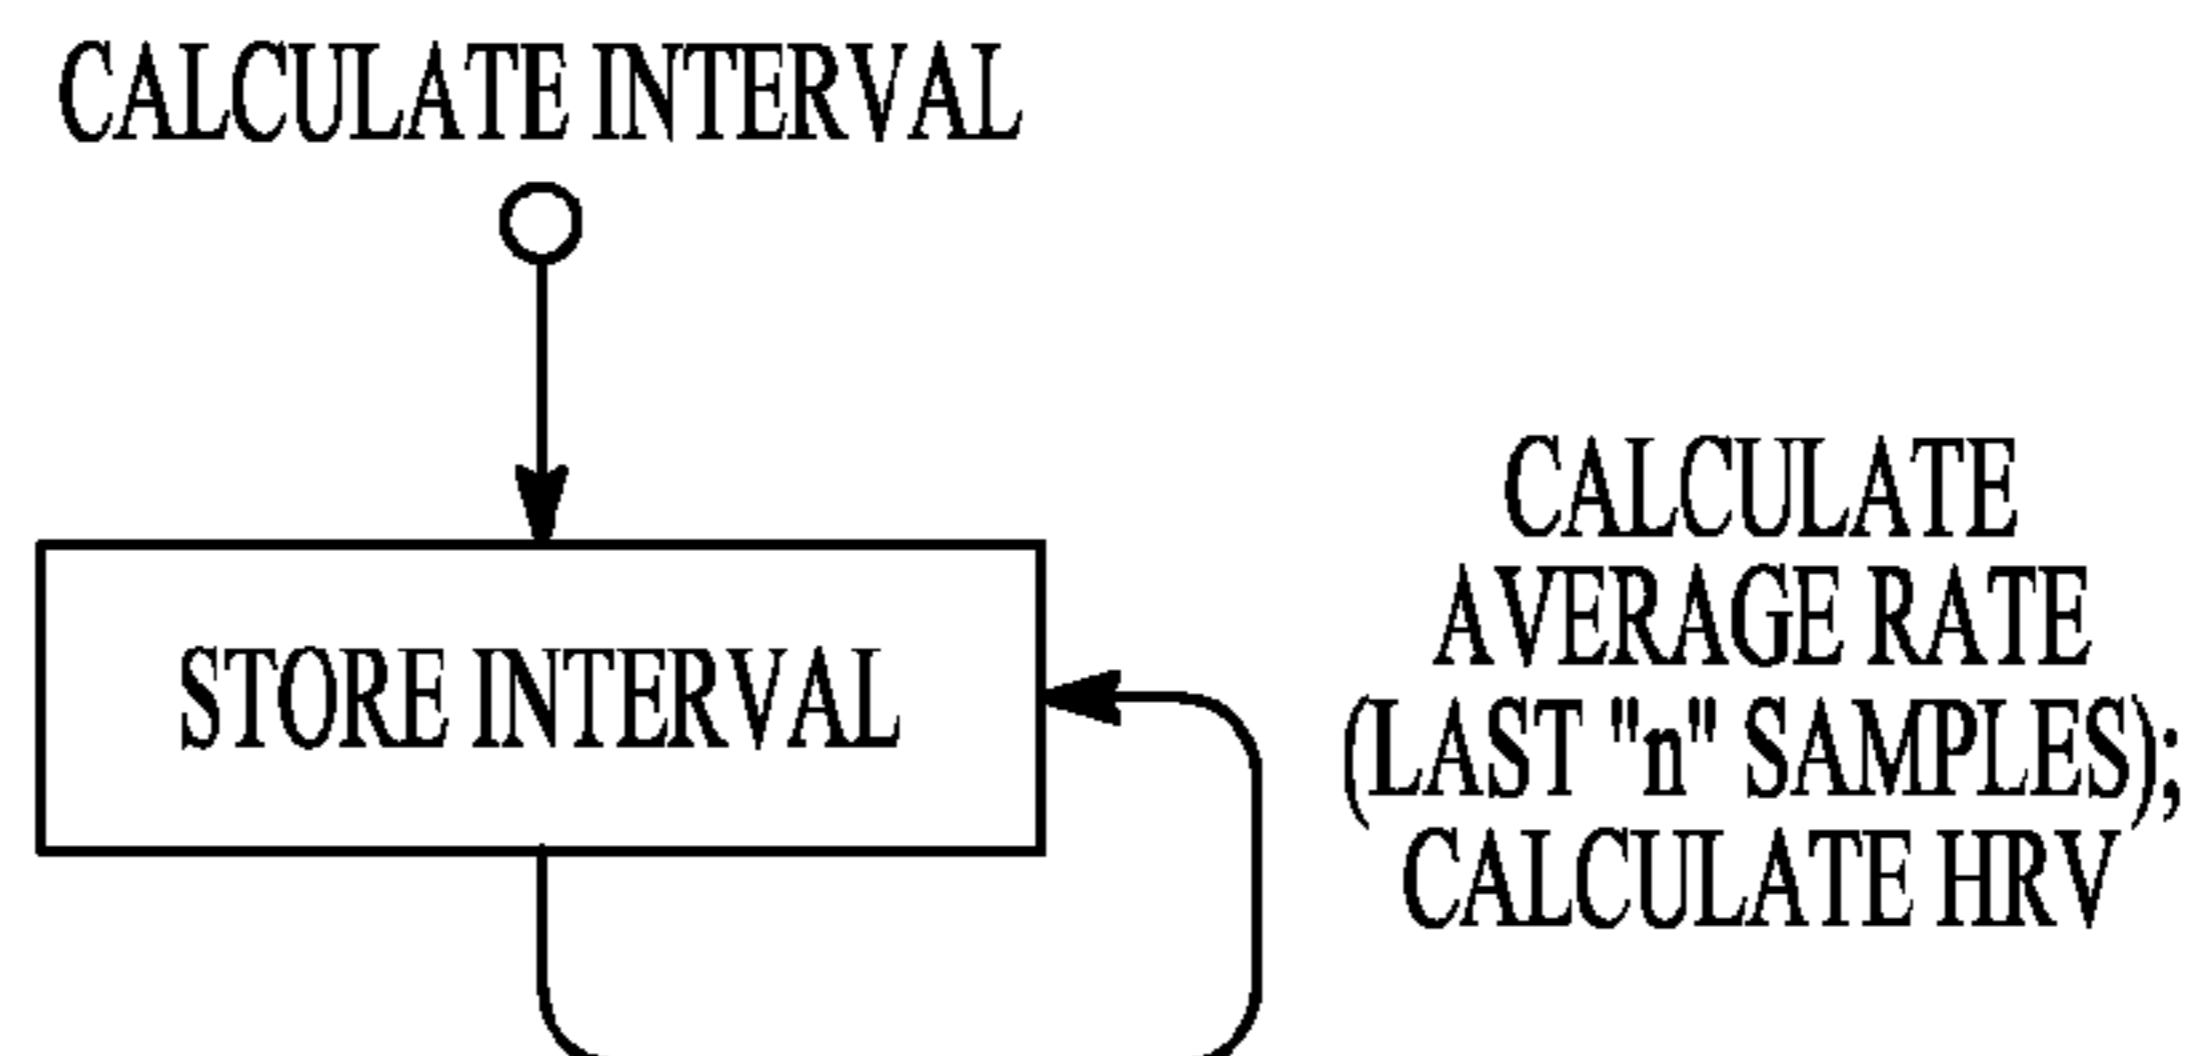 CALCULATE INTERVAL
STORE INTERVAL
CALCULATE
AVERAGE RATE
(LAST "n" SAMPLES);
CALCULATE HRV